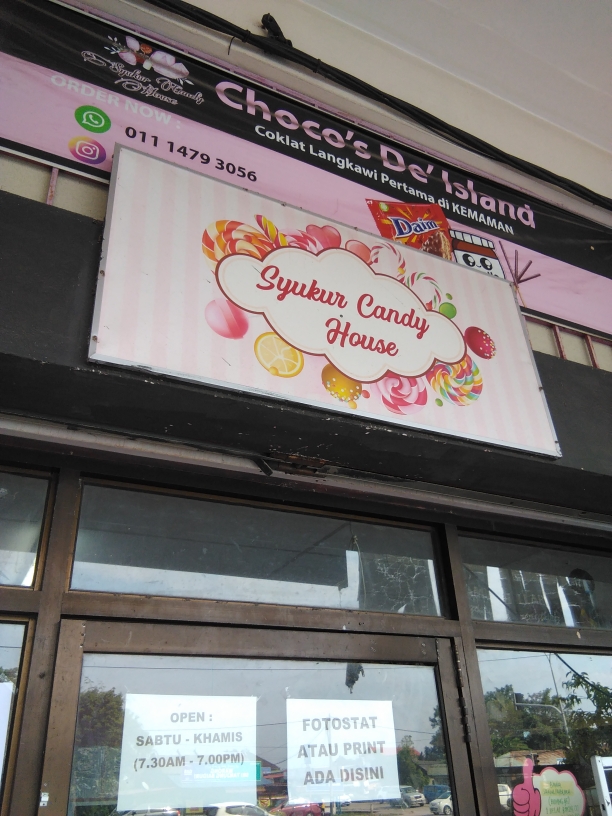 Syukur Candy
House
ORDER NOW :
011 1479 3056
Choco's De' Island
Coklat Langkawi Pertama di KEMAMAN
Daim
Syukur Candy
House
OPEN :
SABTU - KHAMIS
(7.30AM - 7.00PM)
FOTOSTAT
ATAU PRINT
ADA DISINI